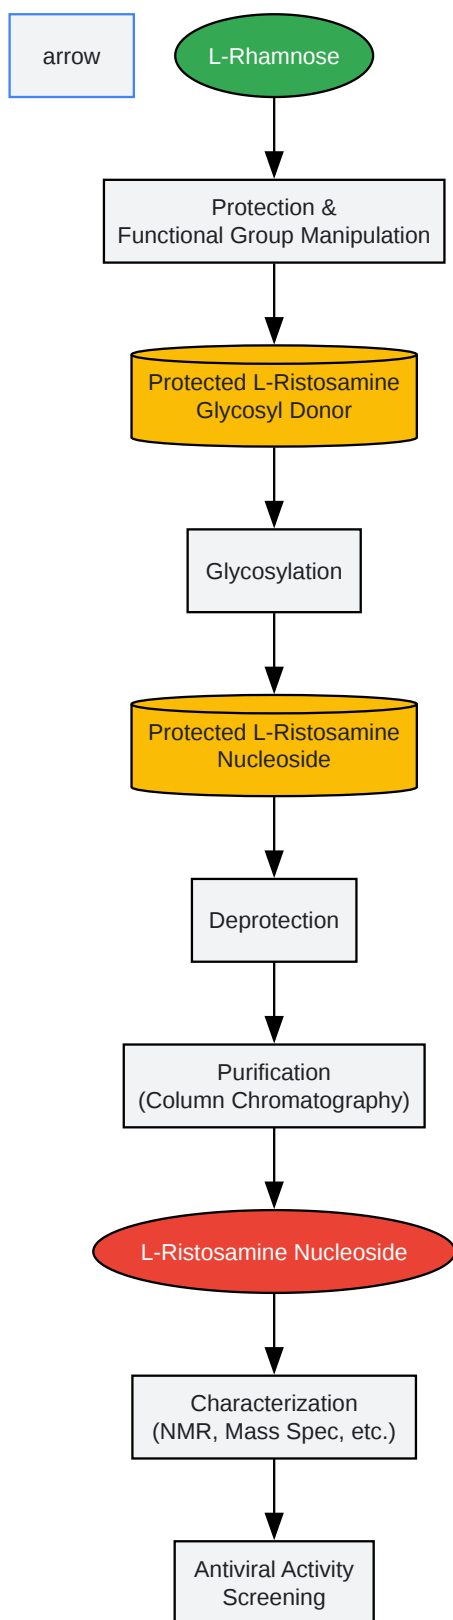 arrow
L-Rhamnose
Protection &
Functional Group Manipulation
Protected L-Ristosamine
Glycosyl Donor
Glycosylation
Protected L-Ristosamine
Nucleoside
Deprotection
Purification
(Column Chromatography)
L-Ristosamine Nucleoside
Characterization
(NMR, Mass Spec, etc.)
Antiviral Activity
Screening